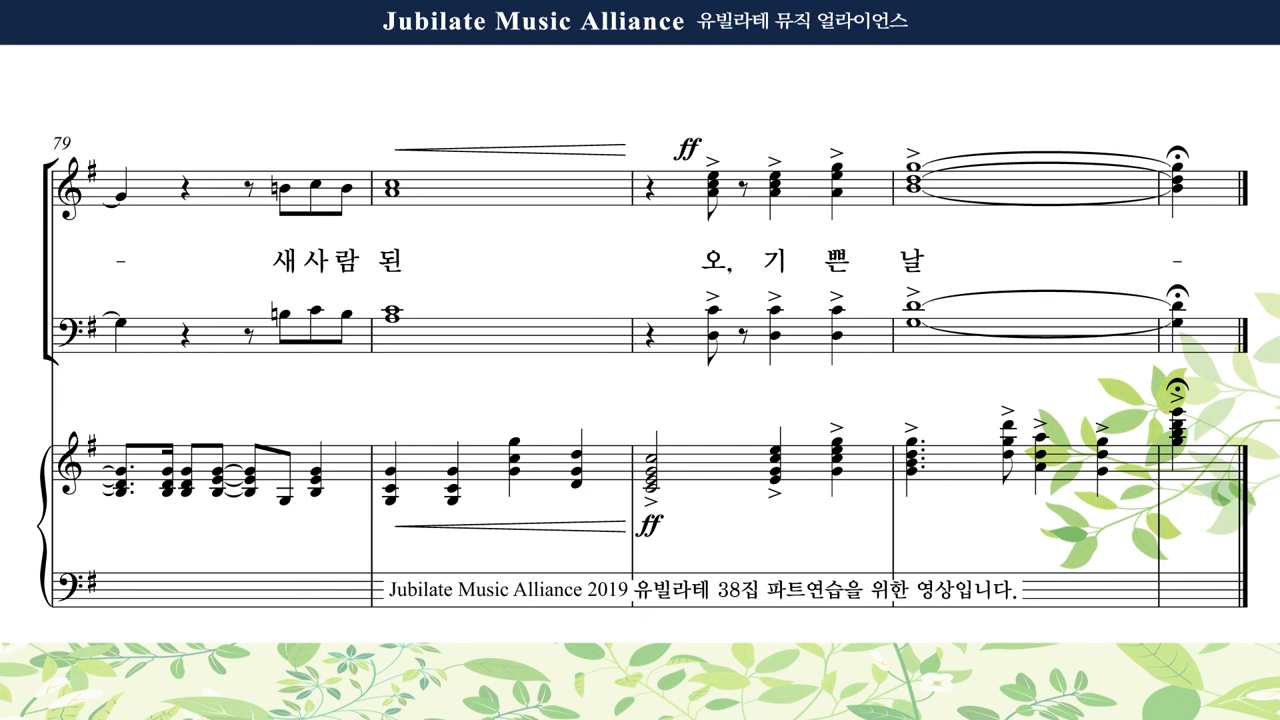 Jubilate Music Alliance 유빌라테 뮤직 얼라이언스
79
ff
- 새 사 람 된 오, 기 쁜 날 -
ff
Jubilate Music Alliance 2019 유빌라테 38집 파트연습을 위한 영상입니다.